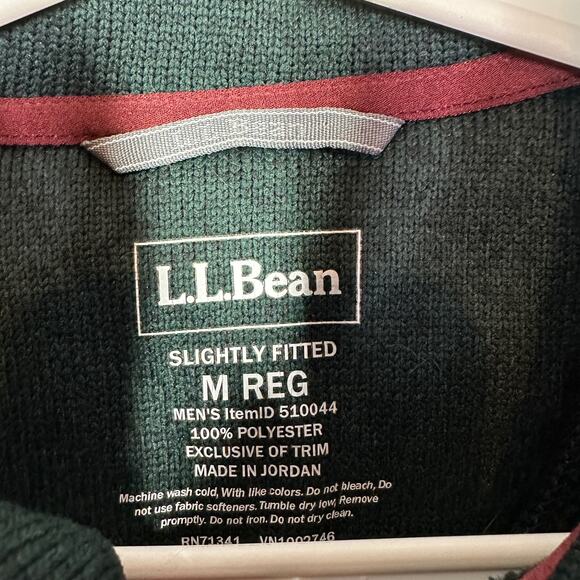 L.L.Bean
SLIGHTLY FITTED
M REG
MEN'S ItemID 510044
100% POLYESTER
EXCLUSIVE OF TRIM
MADE IN JORDAN
Machine wash cold, With like colors. Do not bleach, Do
not use fabric softeners. Tumble dry low, Remove
promptly. Do not iron. Do not dry clean.
RN71341 VN1002746